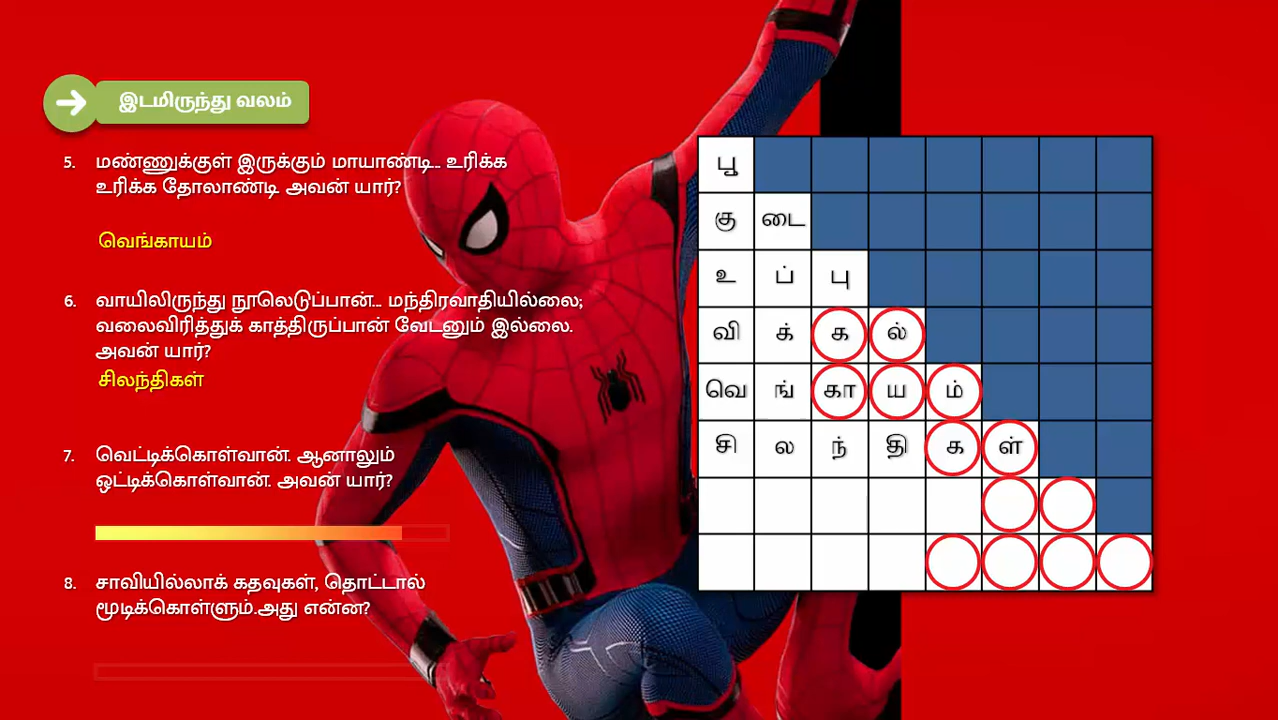 இடமிருந்து வலம்
5. மண்ணுக்குள் இருக்கும் மாயாண்டி... உரிக்க
உரிக்க தோலாண்டி அவன் யார்?
வெங்காயம்
6. வாயிலிருந்து நூலெடுப்பான்... மந்திரவாதியில்லை;
வலைவிரித்துக் காத்திருப்பான் வேடனும் இல்லை.
அவன் யார்?
சிலந்திகள்
7. வெட்டிக்கொள்வான். ஆனாலும்
ஒட்டிக்கொள்வான். அவன் யார்?
8. சாவியில்லாக் கதவுகள், தொட்டால்
மூடிக்கொள்ளும்.அது என்ன?
பூ
கு டை
உ ப் பு
வி க் க ல்
வெ ங் கா ய ம்
சி ல ந் தி க ள்